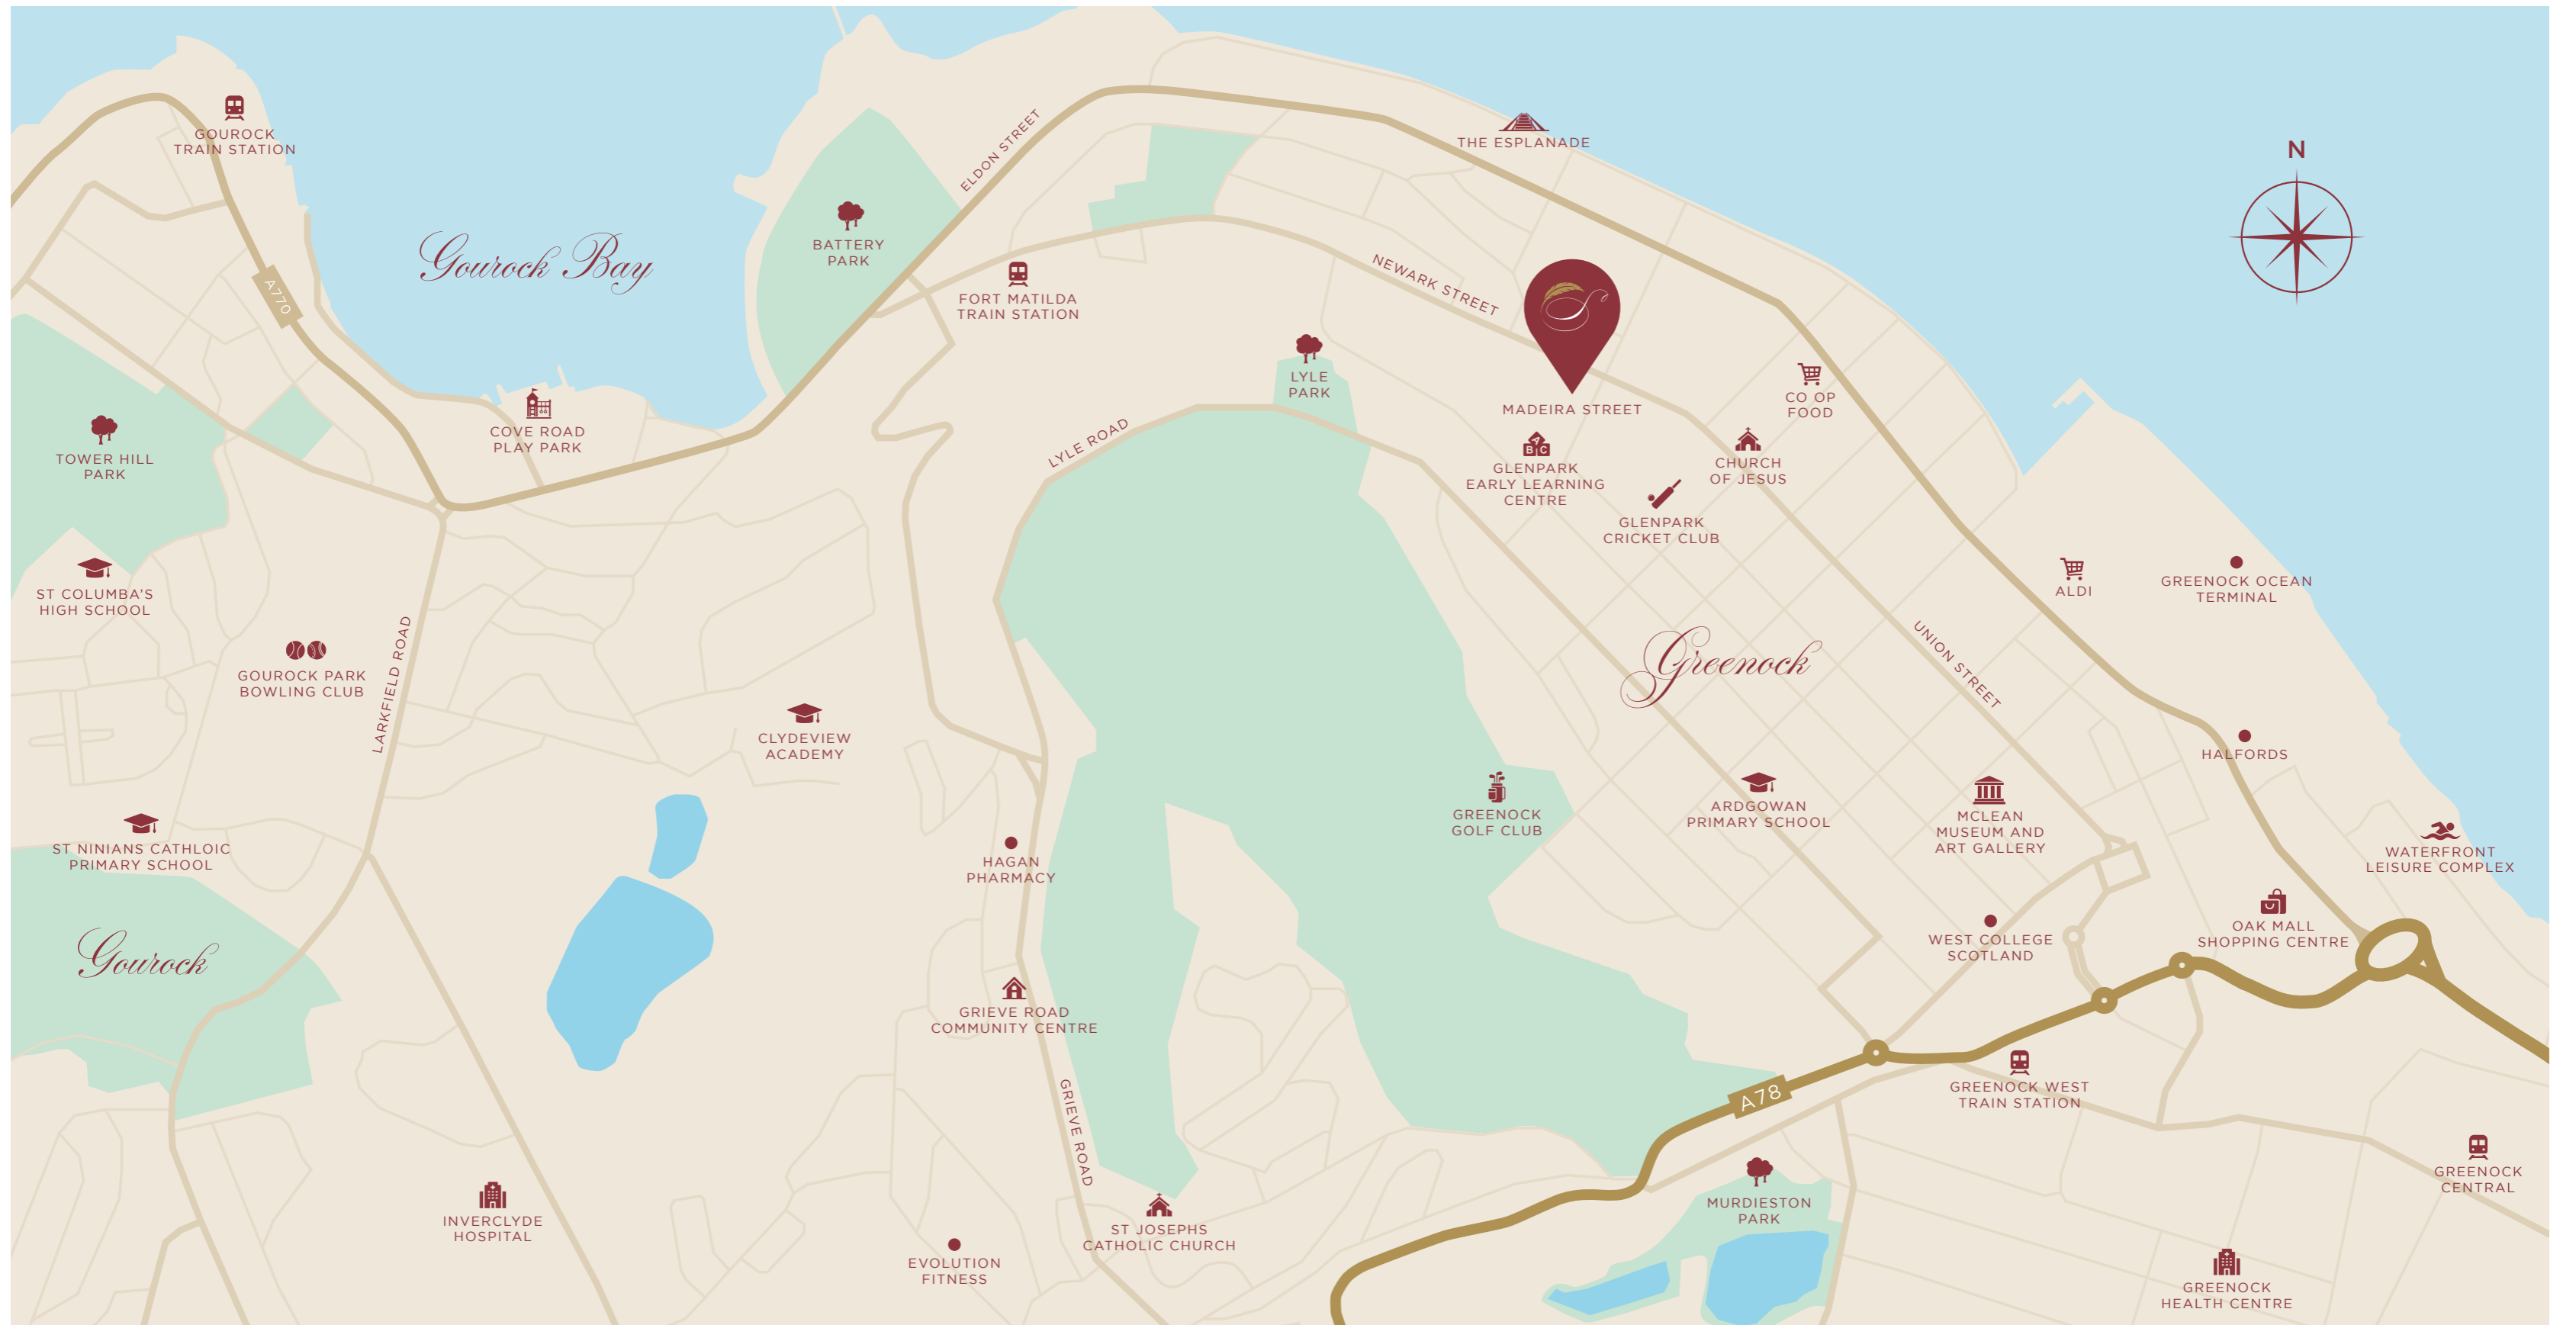 N
GOUROCK
TRAIN STATION
THE ESPLANADE
ELDON STREET
BATTERY
PARK
Gourock Bay
A770
FORT MATILDA
TRAIN STATION
NEWARK STREET
S
LYLE
PARK
MADEIRA STREET
CO OP
FOOD
COVE ROAD
PLAY PARK
TOWER HILL
PARK
LYLE ROAD
A
B C
GLENPARK
EARLY LEARNING
CENTRE
CHURCH
OF JESUS
GLENPARK
CRICKET CLUB
ST COLUMBA'S
HIGH SCHOOL
ALDI
GREENOCK OCEAN
TERMINAL
GOUROCK PARK
BOWLING CLUB
LARKFIELD ROAD
Greenock
UNION STREET
CLYDEVIEW
ACADEMY
HALFORDS
GREENOCK
GOLF CLUB
ARDGOWAN
PRIMARY SCHOOL
MCLEAN
MUSEUM AND
ART GALLERY
ST NINIANS CATHLOIC
PRIMARY SCHOOL
HAGAN
PHARMACY
WATERFRONT
LEISURE COMPLEX
Gourock
WEST COLLEGE
SCOTLAND
OAK MALL
SHOPPING CENTRE
GRIEVE ROAD
COMMUNITY CENTRE
A78
GREENOCK WEST
TRAIN STATION
GRIEVE ROAD
GREENOCK
CENTRAL
MURDIESTON
PARK
INVERCLYDE
HOSPITAL
ST JOSEPHS
CATHOLIC CHURCH
EVOLUTION
FITNESS
GREENOCK
HEALTH CENTRE